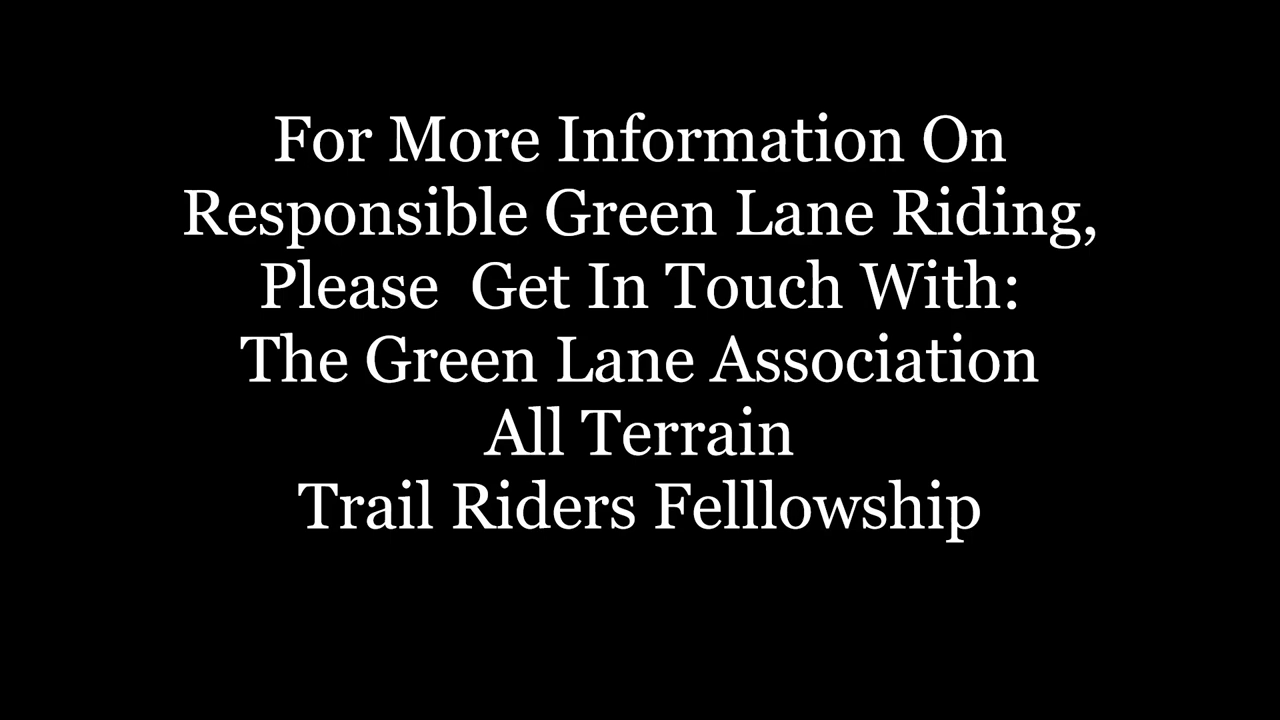 For More Information On
Responsible Green Lane Riding,
Please  Get In Touch With:
The Green Lane Association
All Terrain
Trail Riders Felllowship